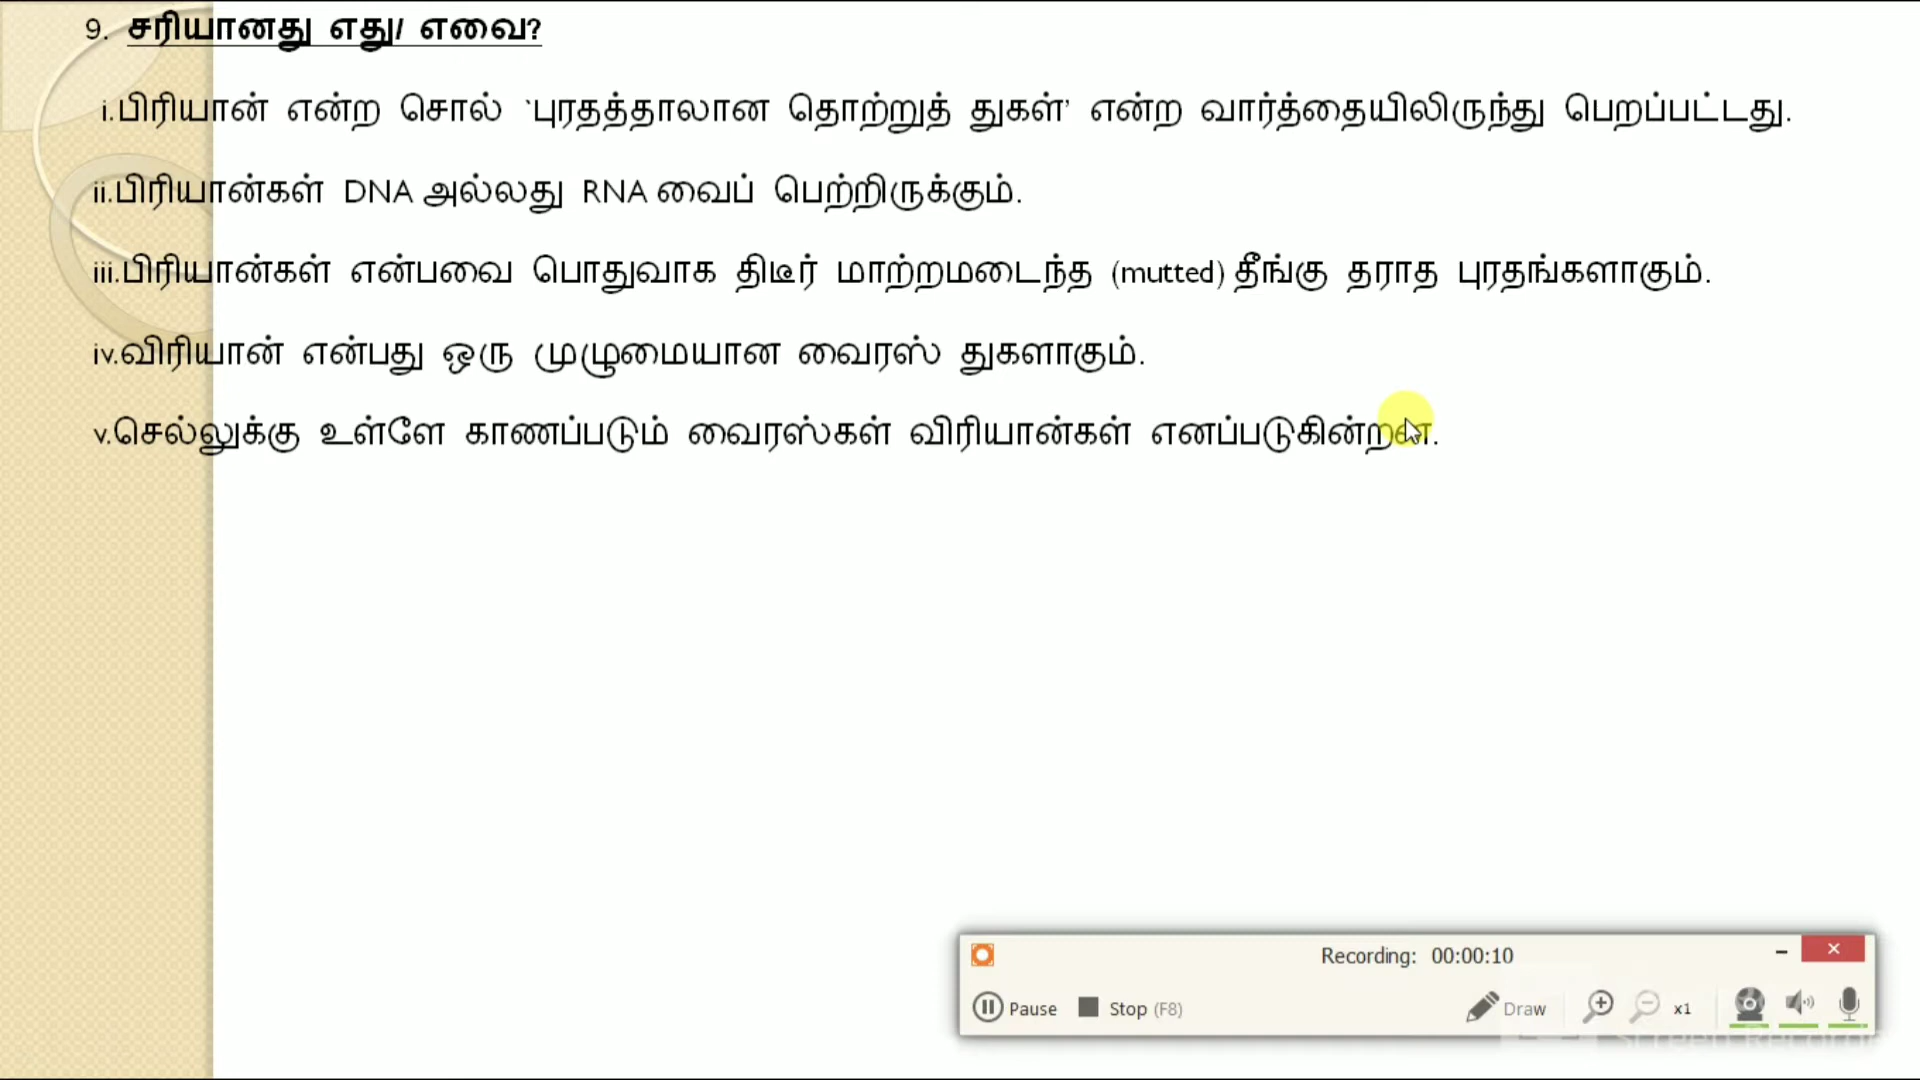 9. சரியானது எது/ எவை?
i.பிரியான் என்ற சொல் `புரதத்தாலான தொற்றுத் துகள்' என்ற வார்த்தையிலிருந்து பெறப்பட்டது.
ii.பிரியான்கள் DNA அல்லது RNA வைப் பெற்றிருக்கும்.
iii.பிரியான்கள் என்பவை பொதுவாக திடீர் மாற்றமடைந்த (mutted) தீங்கு தராத புரதங்களாகும்.
iv.விரியான் என்பது ஒரு முழுமையான வைரஸ் துகளாகும்.
v.செல்லுக்கு உள்ளே காணப்படும் வைரஸ்கள் விரியான்கள் எனப்படுகின்றன.
Recording: 00:00:10
Pause Stop (F8) Draw x1